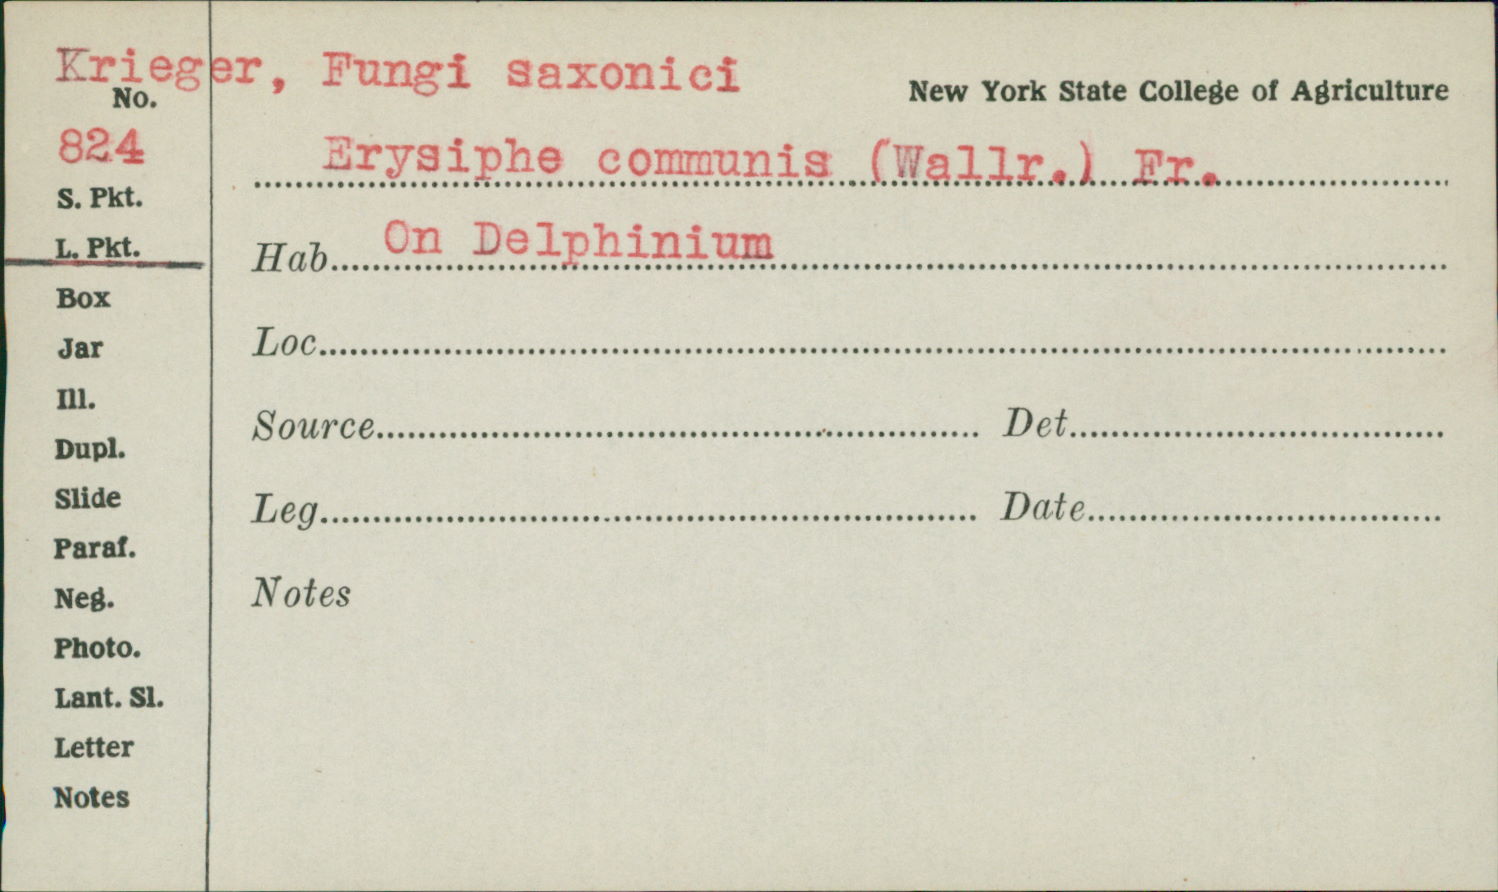 Krieger, Fungi saxonici
No.
New York State College of Agriculture
824
Erysiphe communis (Wallr.) Fr.
S. Pkt.
L. Pkt.
Hab. On Delphinium
Box
Jar
Loc.
Ill.
Source Det.
Dupl.
Slide
Leg. Date
Paraf.
Neg.
Notes
Photo.
Lant. Sl.
Letter
Notes